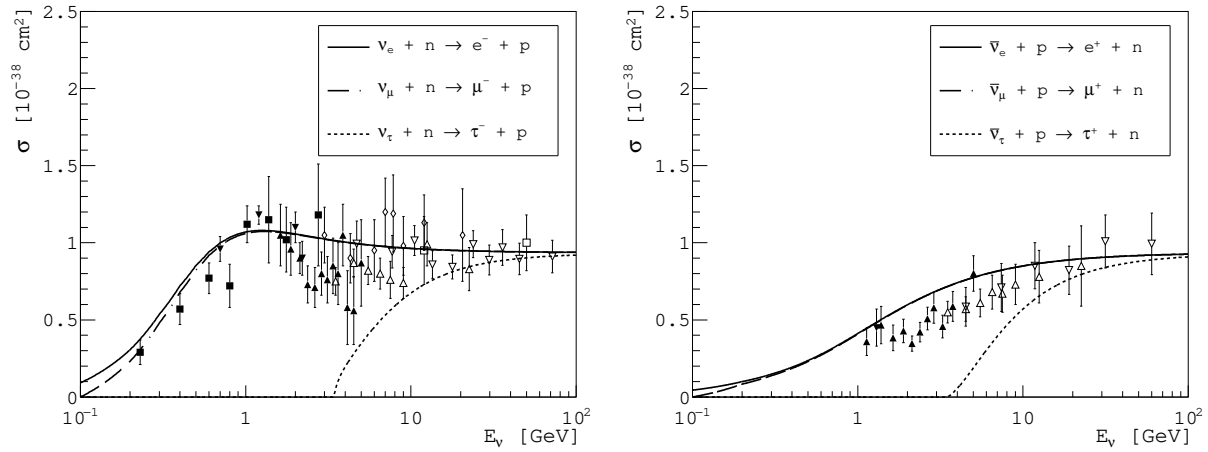 2.5
2
1.5
1
0.5
0
σ [10⁻³⁸ cm²]
νₑ + n → e⁻ + p
ν_μ + n → μ⁻ + p
ν_τ + n → τ⁻ + p
10⁻¹ 1 10 10²
E_ν [GeV]
2.5
2
1.5
1
0.5
0
σ [10⁻³⁸ cm²]
ν̅ₑ + p → e⁺ + n
ν̅_μ + p → μ⁺ + n
ν̅_τ + p → τ⁺ + n
10⁻¹ 1 10 10²
E_ν [GeV]